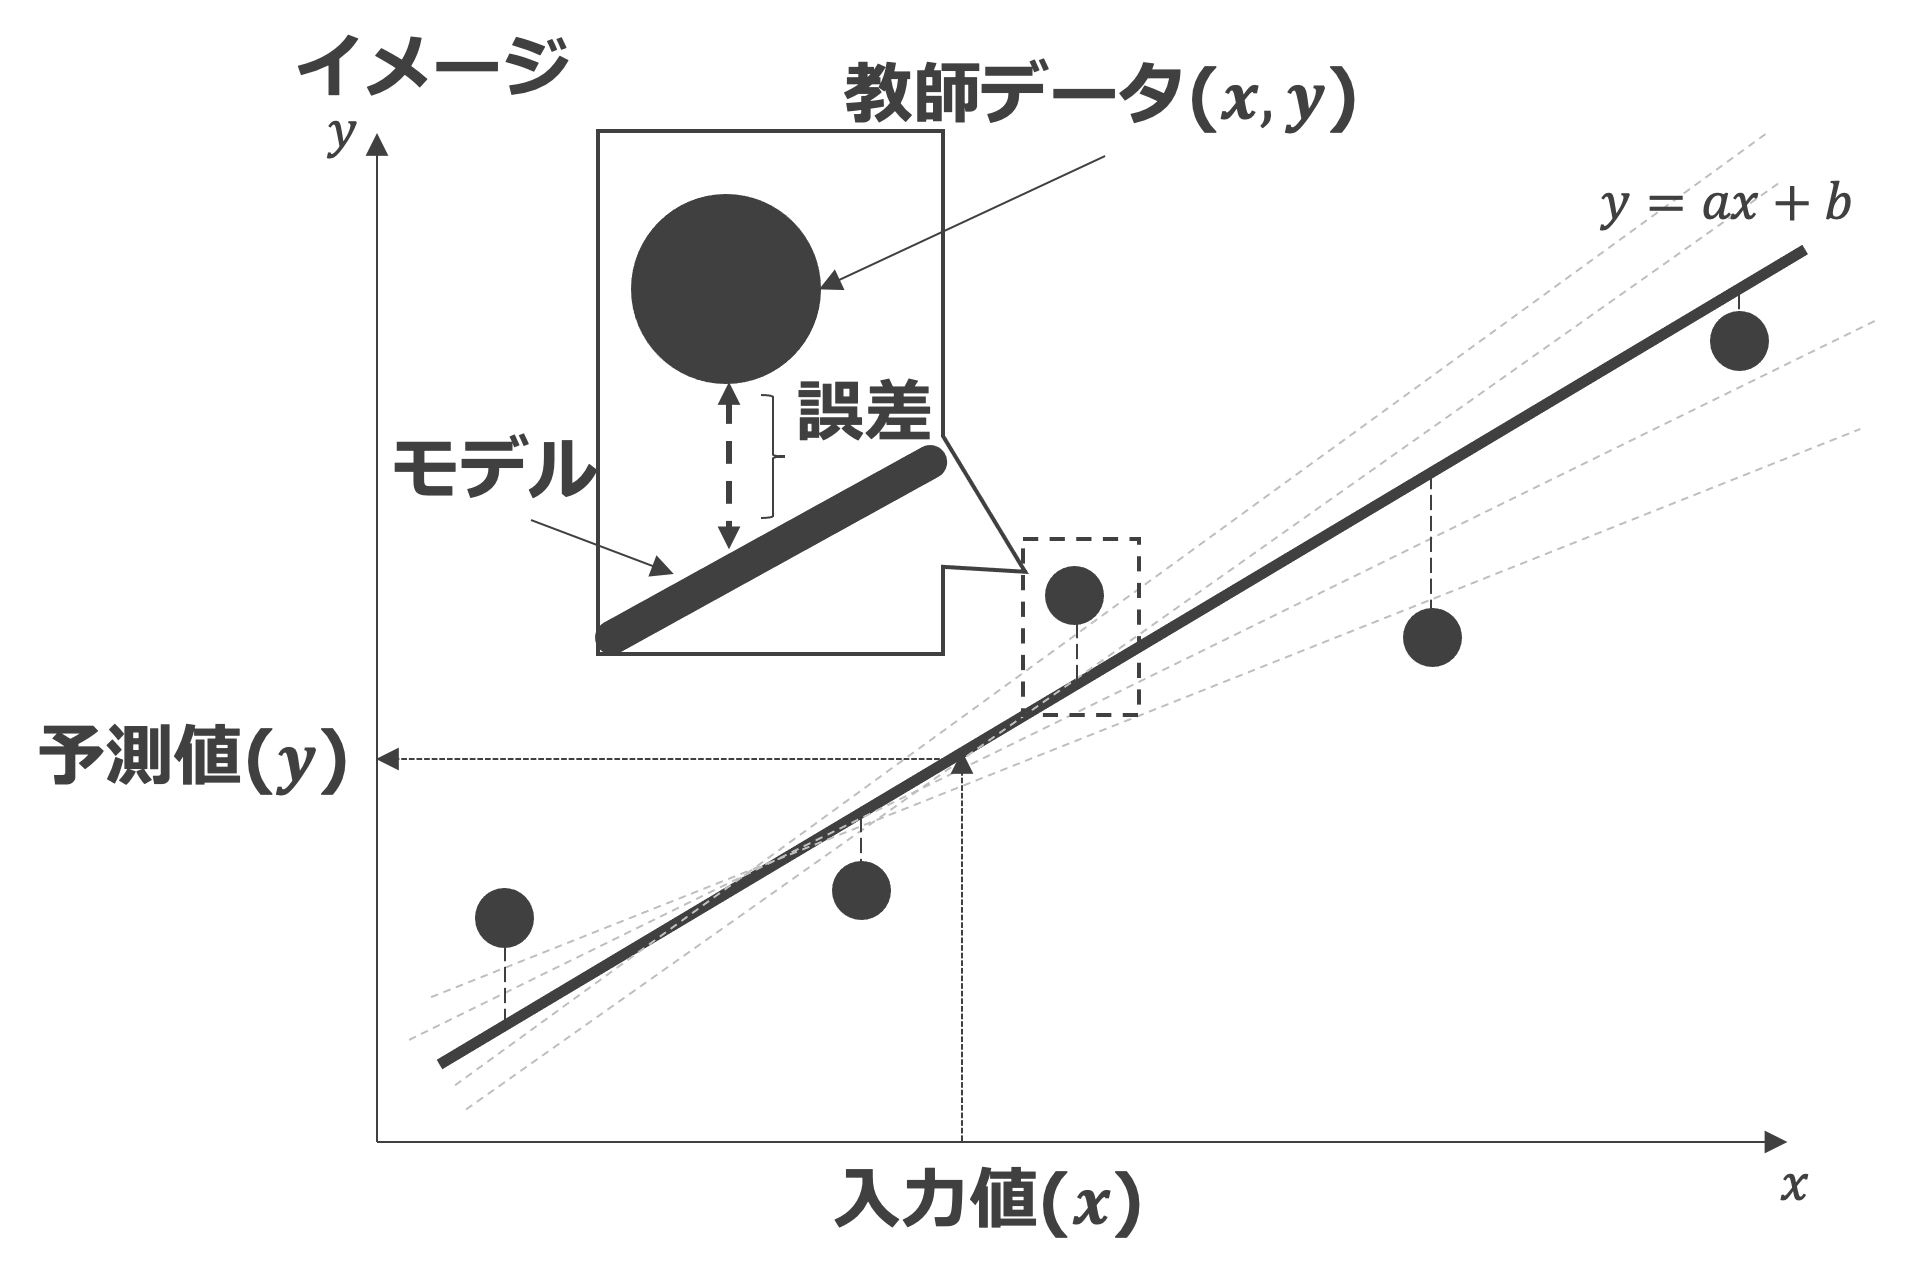 イメージ
教師データ(x, y)
y
y = ax + b
誤差
モデル
予測値(y)
入力値(x)
x